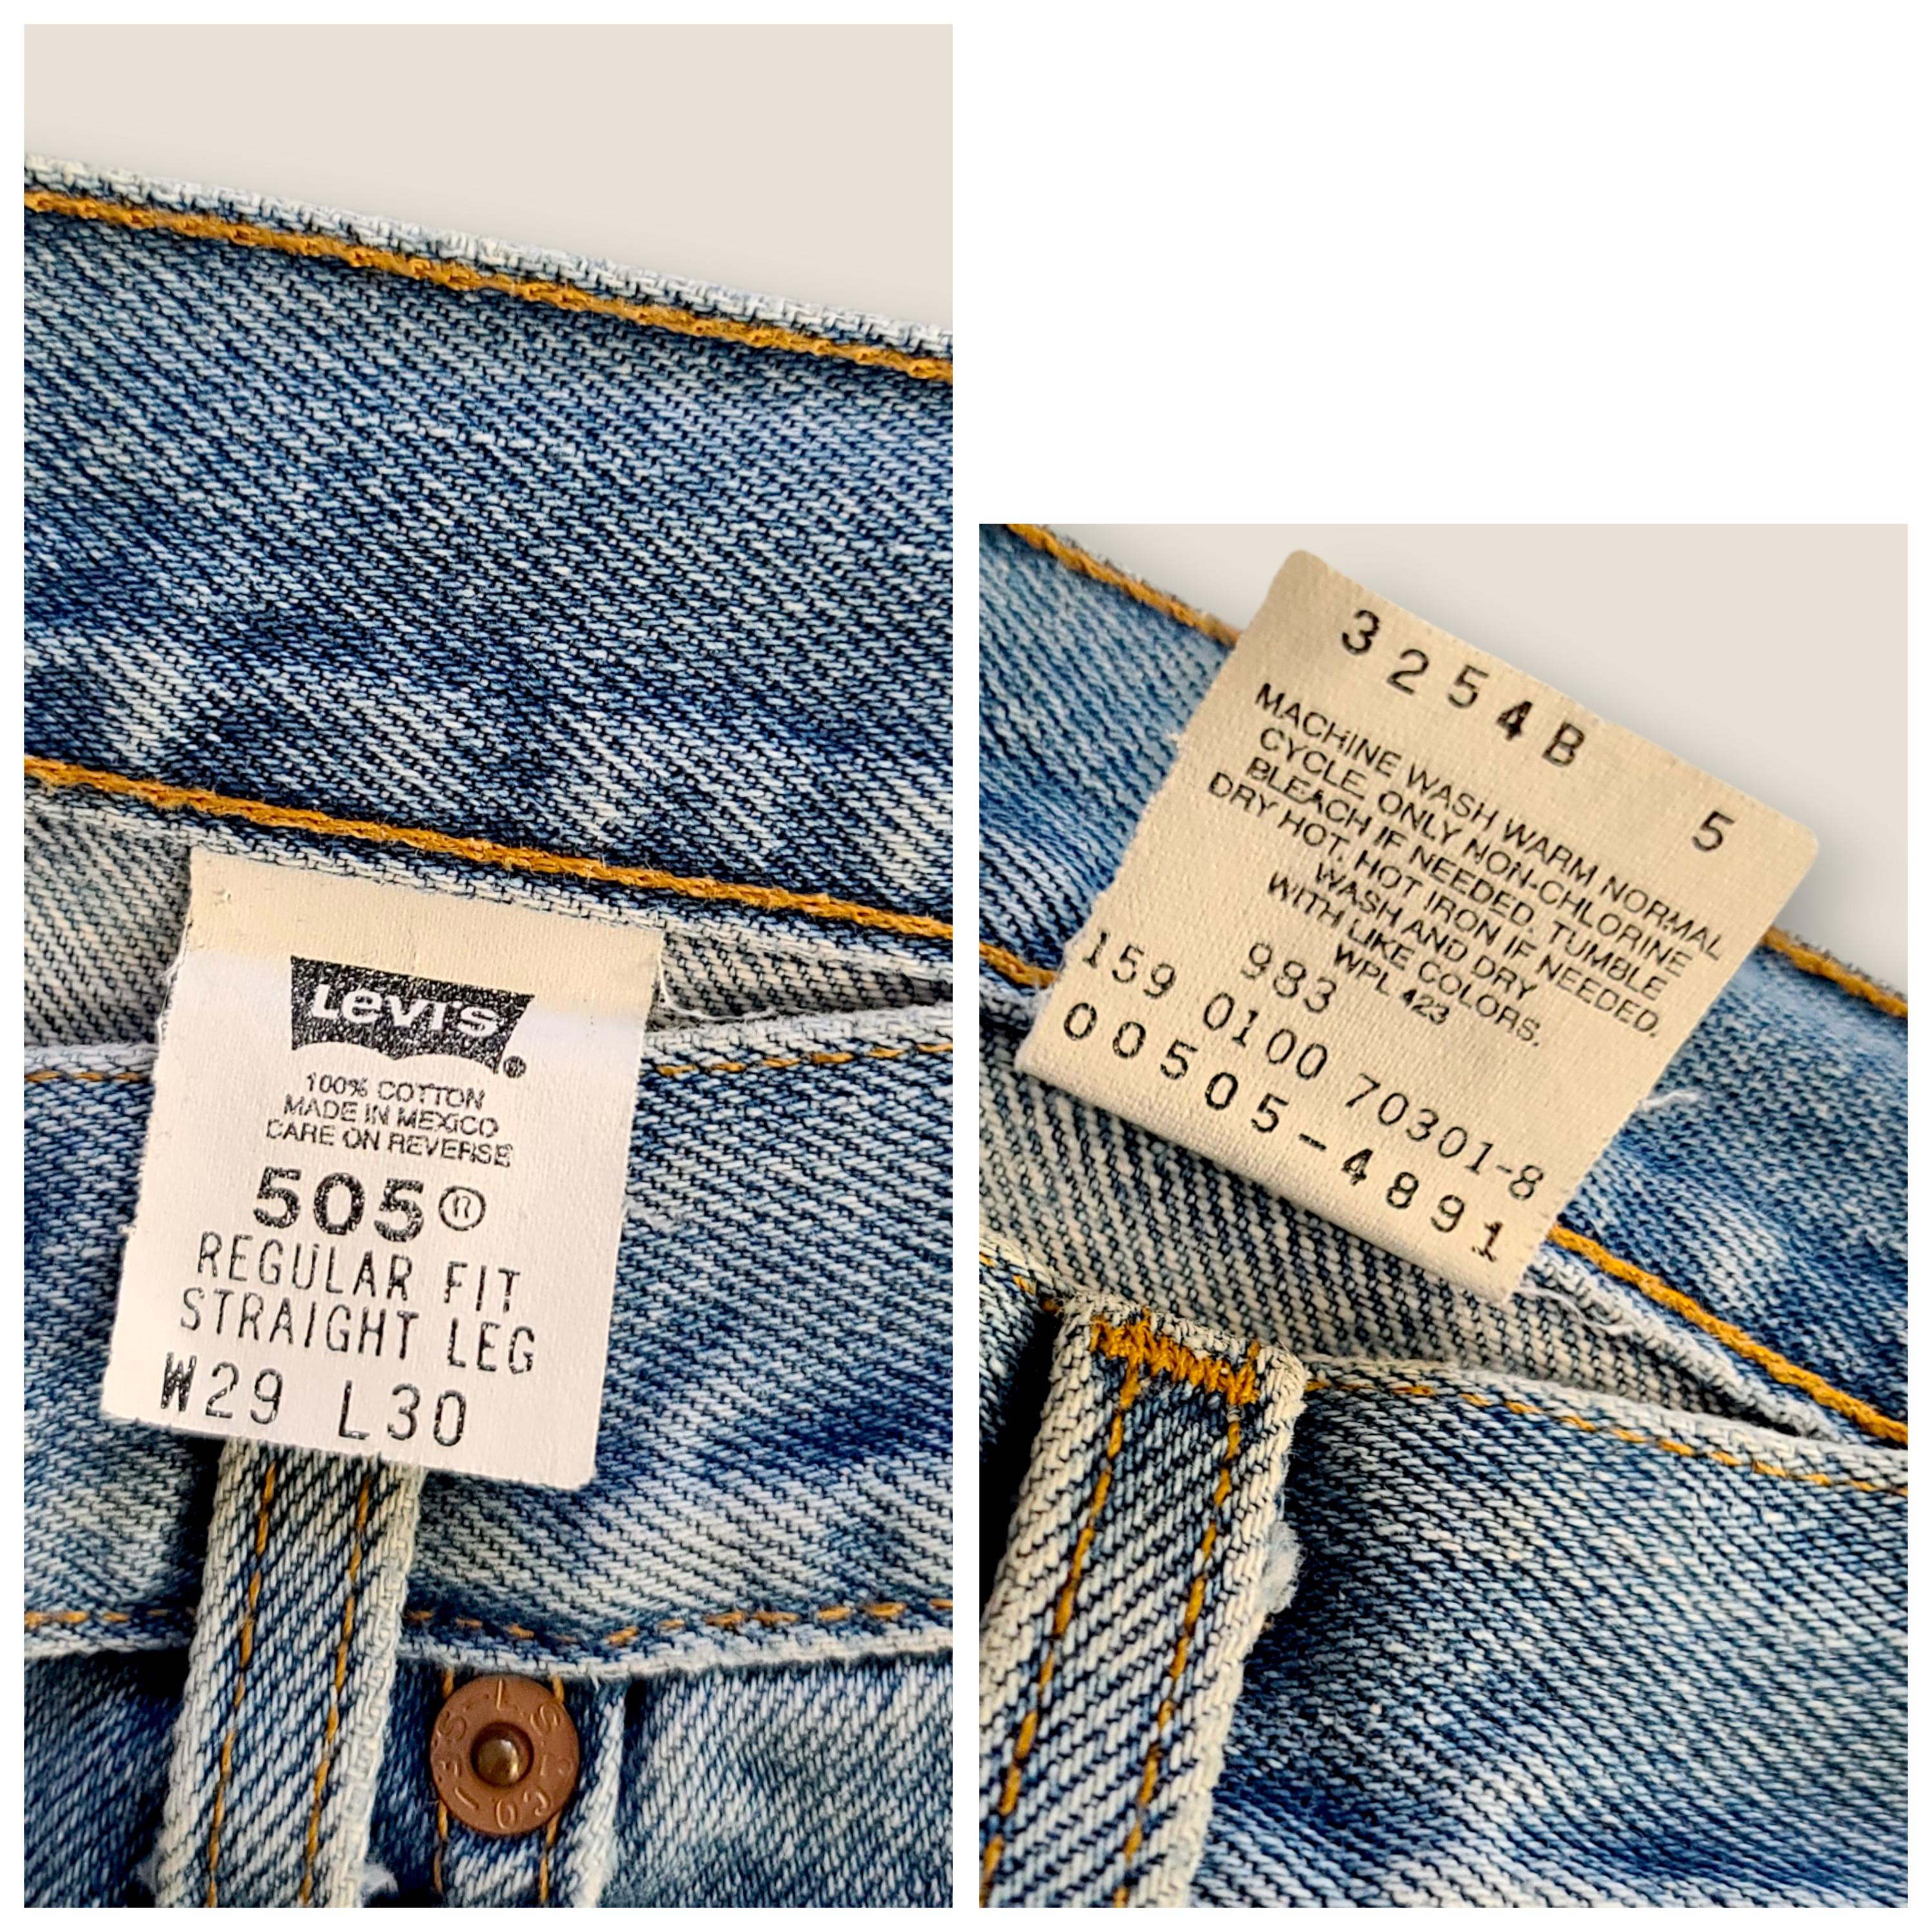 Levi's®
100% COTTON
MADE IN MEXICO
CARE ON REVERSE
505®
REGULAR FIT
STRAIGHT LEG
W29 L30
3254B
5
MACHINE WASH WARM NORMAL
CYCLE. ONLY NON-CHLORINE
BLEACH IF NEEDED. TUMBLE
DRY HOT. HOT IRON IF NEEDED.
WASH AND DRY
WITH LIKE COLORS.
WPL 423
983
159 0100 70301-8
00505-4891